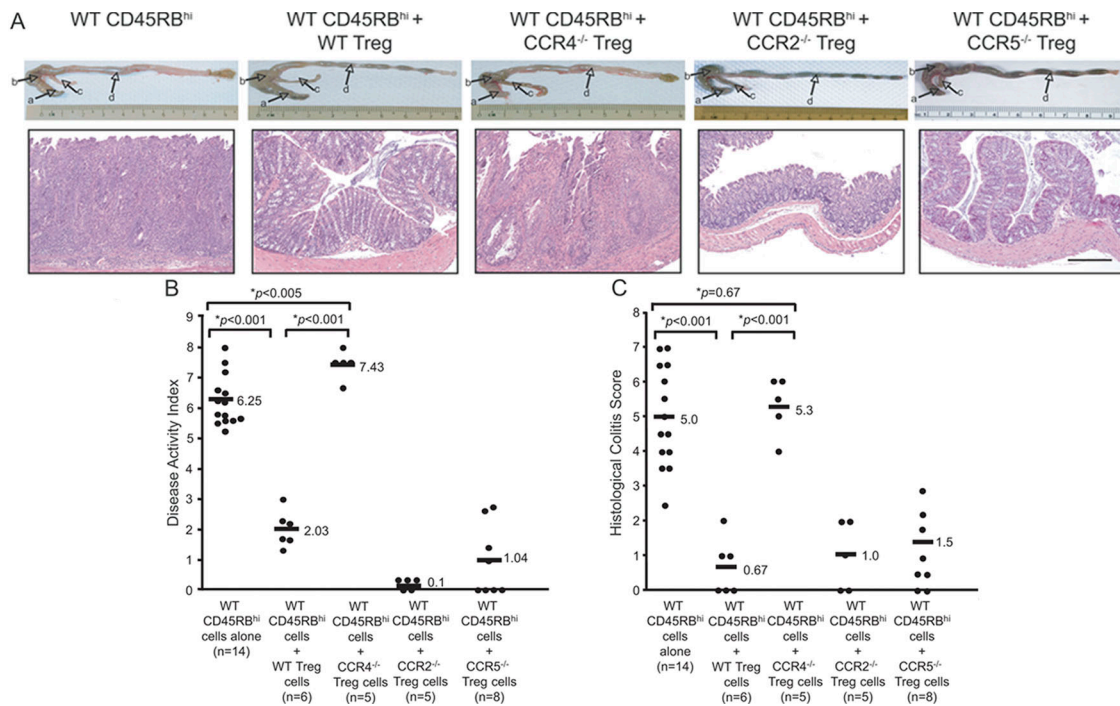 A
WT CD45RBhi
WT CD45RBhi +
WT Treg
WT CD45RBhi +
CCR4-/- Treg
WT CD45RBhi +
CCR2-/- Treg
WT CD45RBhi +
CCR5-/- Treg
b
a
c
d
b
a
c
d
b
a
c
d
b
a
c
d
b
a
c
d
B
*p<0.005
*p<0.001
*p<0.001
Disease Activity Index
9
8
7
6
5
4
3
2
1
0
6.25
2.03
7.43
0.1
1.04
WT
CD45RBhi
cells alone
(n=14)
WT
CD45RBhi
cells
+
WT Treg
cells
(n=6)
WT
CD45RBhi
cells
+
CCR4-/-
Treg cells
(n=5)
WT
CD45RBhi
cells
+
CCR2-/-
Treg cells
(n=5)
WT
CD45RBhi
cells
+
CCR5-/-
Treg cells
(n=8)
C
*p=0.67
*p<0.001
*p<0.001
Histological Colitis Score
8
7
6
5
4
3
2
1
0
5.0
0.67
5.3
1.0
1.5
WT
CD45RBhi
cells
alone
(n=14)
WT
CD45RBhi
cells
+
WT Treg
cells
(n=6)
WT
CD45RBhi
cells
+
CCR4-/-
Treg cells
(n=5)
WT
CD45RBhi
cells
+
CCR2-/-
Treg cells
(n=5)
WT
CD45RBhi
cells
+
CCR5-/-
Treg cells
(n=8)